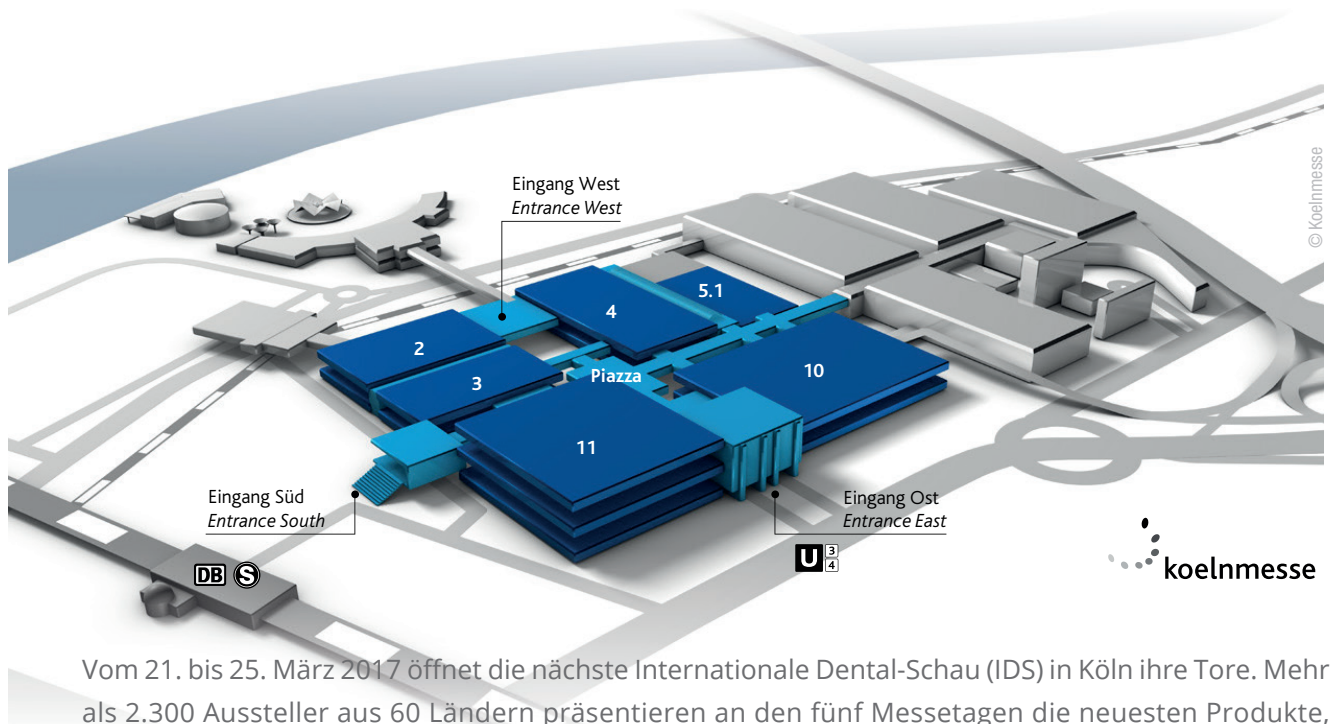 © Koelnmesse
Eingang West
Entrance West
5.1
4
2
3
Piazza
10
11
Eingang Süd
Entrance South
Eingang Ost
Entrance East
DB S
U 3
4
koelnmesse
Vom 21. bis 25. März 2017 öffnet die nächste Internationale Dental-Schau (IDS) in Köln ihre Tore. Mehr
als 2.300 Aussteller aus 60 Ländern präsentieren an den fünf Messetagen die neuesten Produkte,